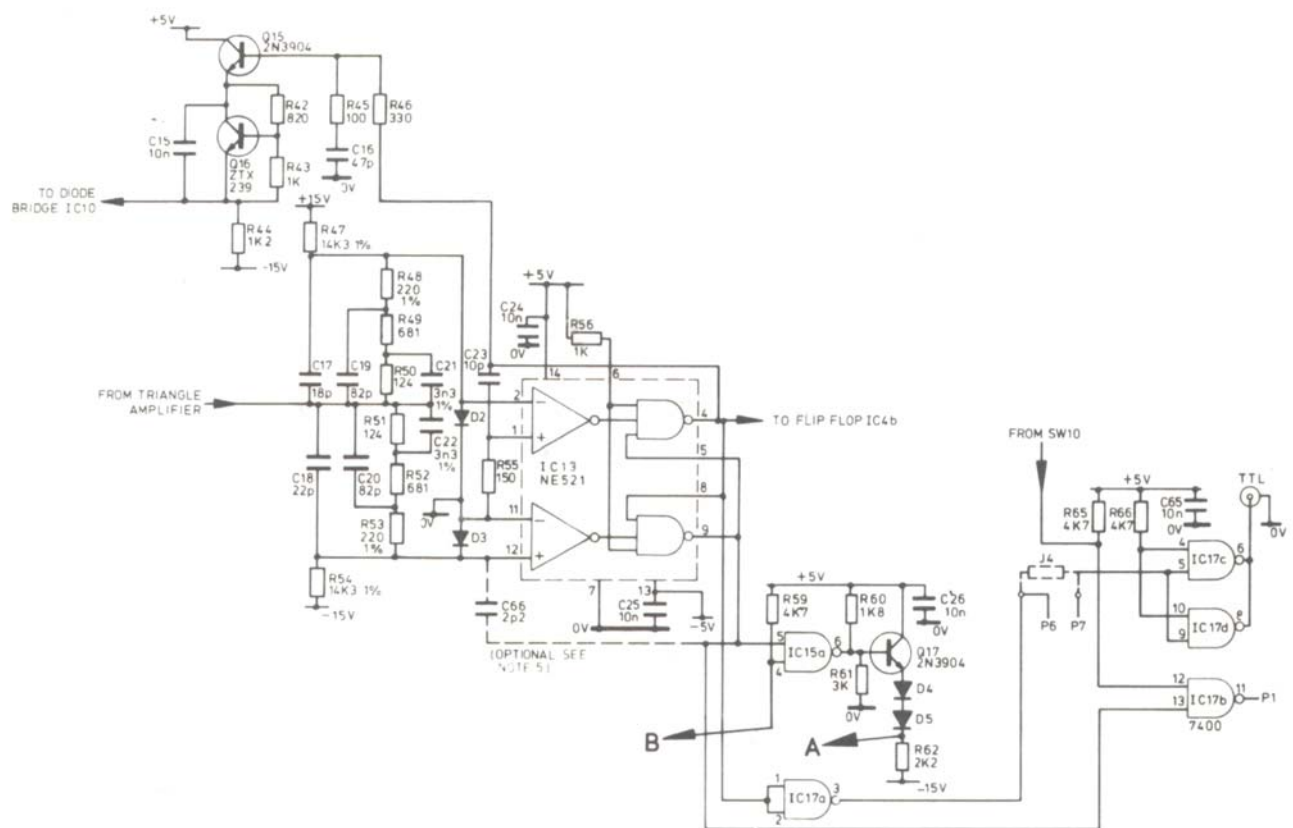 +5V
Q15
2N3904
R42
820
R45
100
R46
330
C15
10n
Q16
ZTX
239
R43
1K
C16
47p
0V
TO DIODE
BRIDGE IC10
+15V
R44
1K2
-15V
R47
14K3 1%
R48
220
1%
R49
681
C24
10n
0V
+5V
R56
1K
C23
10p
14
6
C17
18p
C19
82p
R50
124
C21
3n3
1%
FROM TRIANGLE
AMPLIFIER
2
1
4
5
TO FLIP FLOP IC4b
D2
R51
124
C22
3n3
1%
R55
150
IC13
NE521
FROM SW10
C18
22p
C20
82p
R52
681
0V
8
11
12
9
D3
R53
220
1%
+5V
TTL
R65
4K7
R66
4K7
C65
10n
0V
0V
R54
14K3 1%
-15V
7
13
C25
10n
0V
-5V
C66
2p2
(OPTIONAL SEE
NOTE 5)
+5V
R59
4K7
R60
1K8
C26
10n
0V
J4
4
5
IC17c
6
P6
P7
10
9
IC17d
8
5
4
IC15a
6
Q17
2N3904
R61
3K
0V
D4
D5
12
13
IC17b
11
P1
7400
B
A
R62
2K2
-15V
1
2
IC17a
3